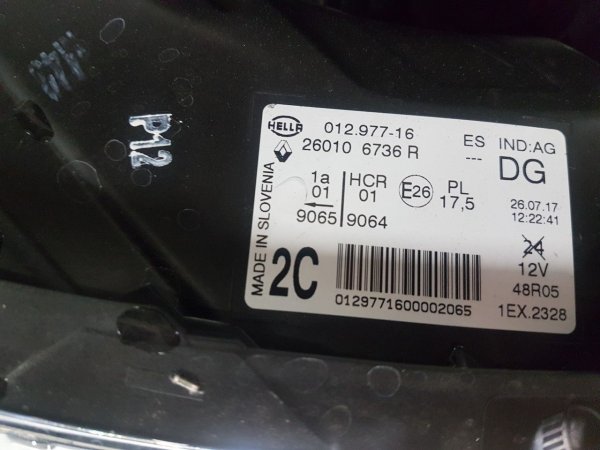 P12
HELLA 012.977-16 ES IND:AG
26010 6736 R --- DG
1a HCR E26 PL 26.07.17
01 01 17,5 12:22:41
9065 9064 24
MADE IN SLOVENIA
2C 12V
48R05
0129771600002065 1EX.2328